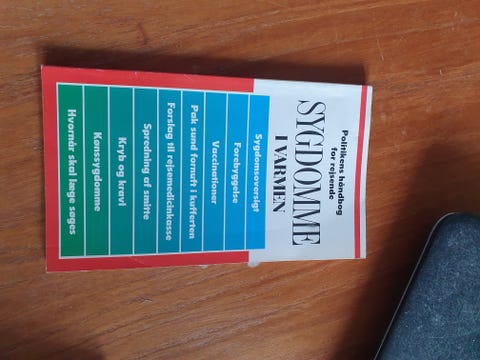 Politikens håndbog
for rejsende
SYGDOMME
I VARMEN
Sygdomsoversigt
Forebyggelse
Vaccinationer
Pak sund fornuft i kufferten
Forslag til rejsemedicinkasse
Spredning af smitte
Kryb og kravl
Kønssygdomme
Hvornår skal læge søges